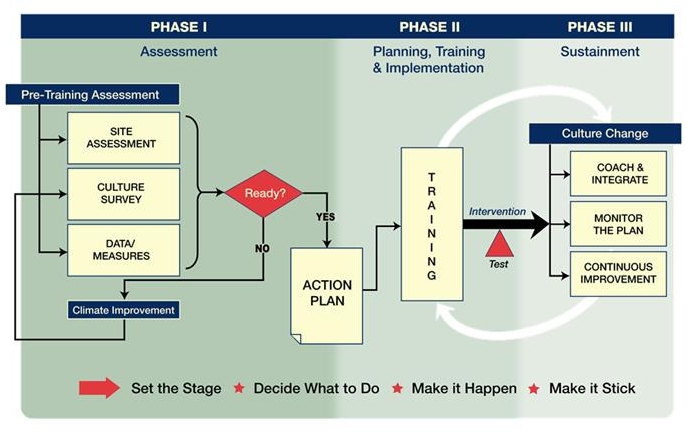 PHASE I
PHASE II
PHASE III
Assessment
Planning, Training
& Implementation
Sustainment
Pre-Training Assessment
SITE
ASSESSMENT
CULTURE
SURVEY
DATA/
MEASURES
Climate Improvement
Ready?
YES
NO
ACTION
PLAN
TRAINING
Intervention
Test
Culture Change
COACH &
INTEGRATE
MONITOR
THE PLAN
CONTINUOUS
IMPROVEMENT
Set the Stage ★ Decide What to Do ★ Make it Happen ★ Make it Stick